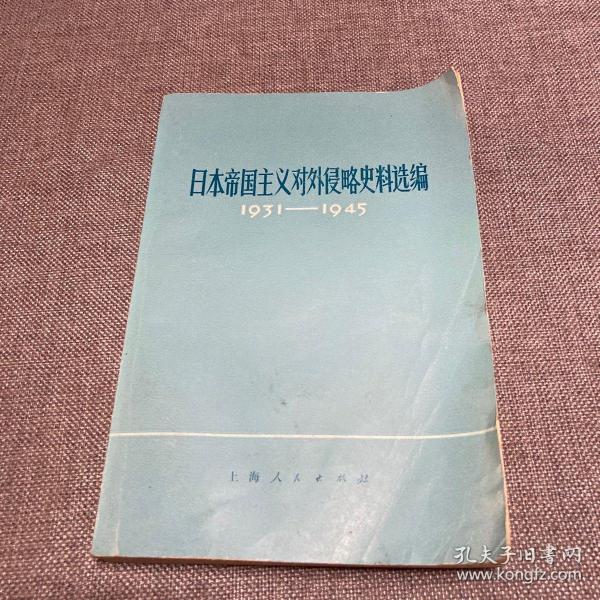 日本帝国主义对外侵略史料选编
1931——1945
上海人民出版社
孔夫子旧書网
www.kongfz.com